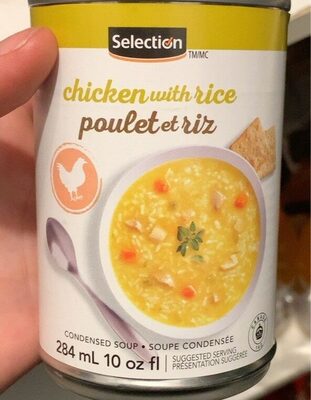 Selection
TM/MC
chicken with rice
poulet et riz
CONDENSED SOUP • SOUPE CONDENSÉE
284 mL 10 oz fl
SUGGESTED SERVING
PRÉSENTATION SUGGÉRÉE